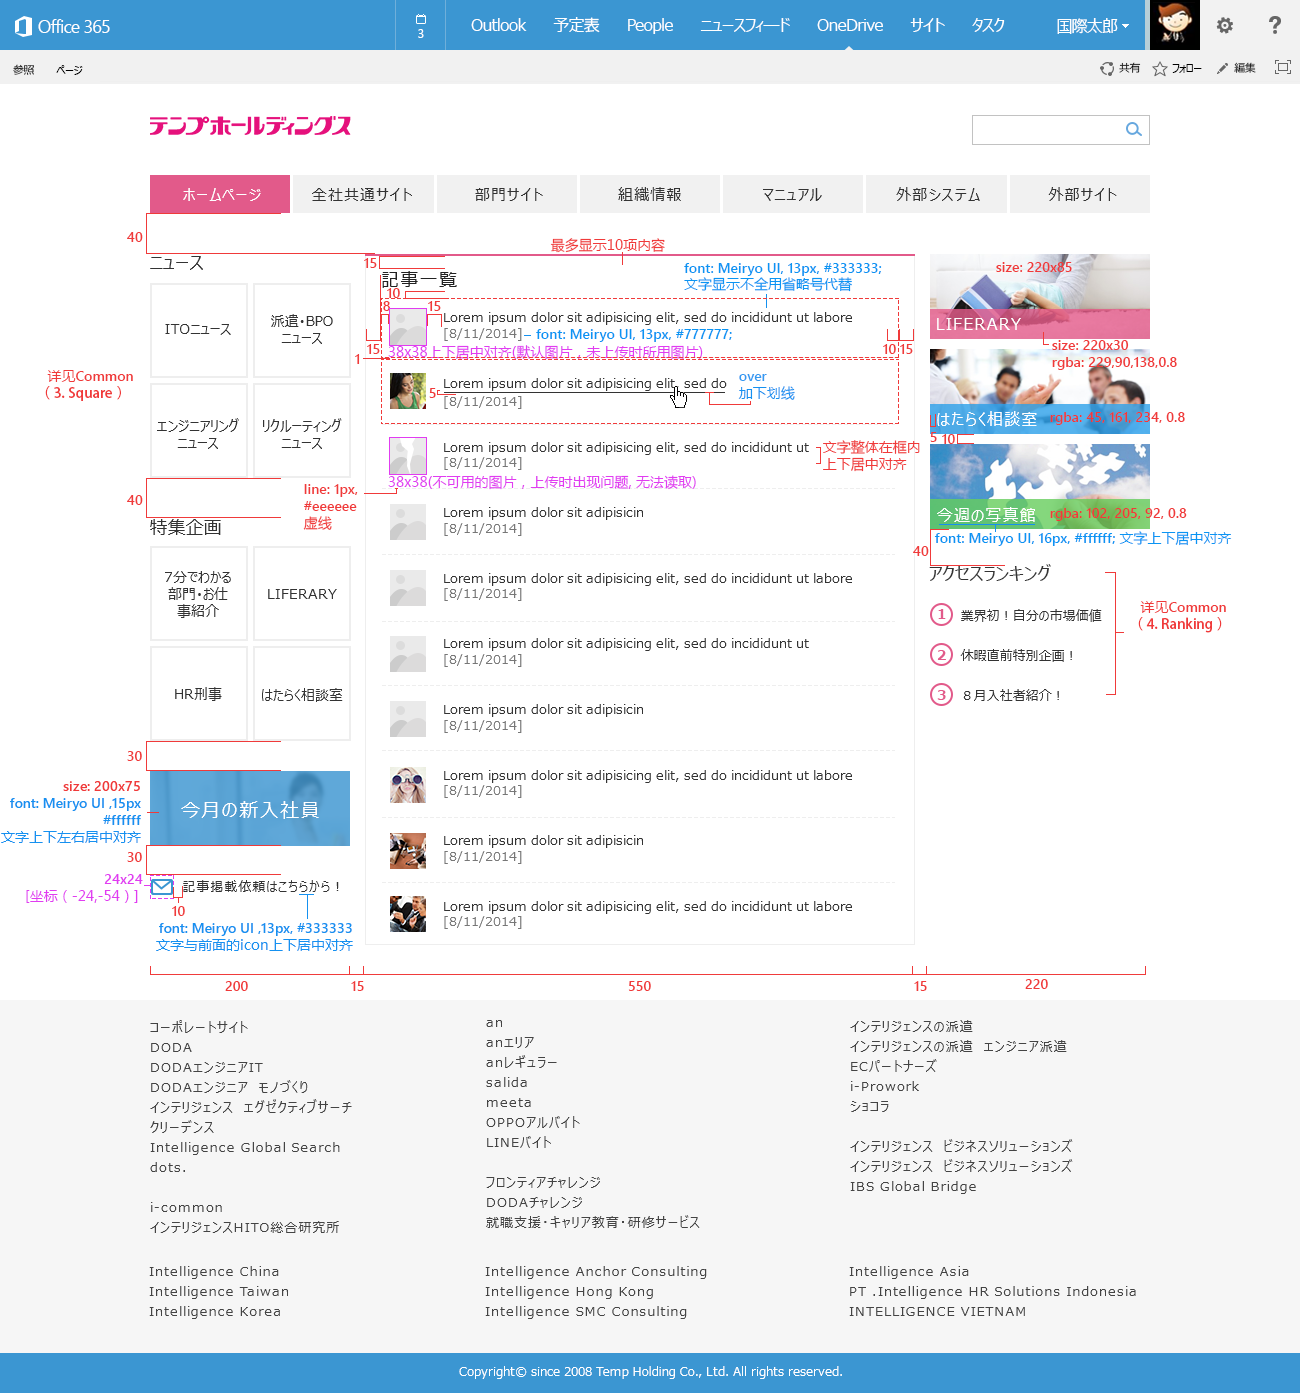 Office 365
3
Outlook
予定表
People
ニュースフィード
OneDrive
サイト
タスク
国際太郎
?
参照
ページ
共有
フォロー
編集
テンプホールディングス
ホームページ
全社共通サイト
部門サイト
組織情報
マニュアル
外部システム
外部サイト
40
ニュース
ITOニュース
派遣・BPO
ニュース
エンジニアリング
ニュース
リクルーティング
ニュース
详见Common
( 3. Square )
40
line: 1px,
#eeeeee
虚线
特集企画
7分でわかる
部門・お仕
事紹介
LIFERARY
HR刑事
はたらく相談室
30
size: 200x75
font: Meiryo UI ,15px
#ffffff
文字上下左右居中对齐
今月の新入社員
30
24x24
[坐标 ( -24,-54 ) ]
記事掲載依頼はこちらから！
10
font: Meiryo UI ,13px, #333333
文字与前面的icon上下居中对齐
最多显示10项内容
15
記事一覧
font: Meiryo UI, 13px, #333333;
文字显示不全用省略号代替
10
8
15
Lorem ipsum dolor sit adipisicing elit, sed do incididunt ut labore
[8/11/2014]
font: Meiryo UI, 13px, #777777;
15
10
15
38x38上下居中对齐(默认图片，未上传时所用图片)
1
5
Lorem ipsum dolor sit adipisicing elit, sed do
[8/11/2014]
over
加下划线
Lorem ipsum dolor sit adipisicing elit, sed do incididunt ut
[8/11/2014]
文字整体在框内
上下居中对齐
38x38(不可用的图片，上传时出现问题, 无法读取)
Lorem ipsum dolor sit adipisicin
[8/11/2014]
Lorem ipsum dolor sit adipisicing elit, sed do incididunt ut labore
[8/11/2014]
Lorem ipsum dolor sit adipisicing elit, sed do incididunt ut
[8/11/2014]
Lorem ipsum dolor sit adipisicin
[8/11/2014]
Lorem ipsum dolor sit adipisicing elit, sed do incididunt ut labore
[8/11/2014]
Lorem ipsum dolor sit adipisicin
[8/11/2014]
Lorem ipsum dolor sit adipisicing elit, sed do incididunt ut labore
[8/11/2014]
size: 220x85
LIFERARY
size: 220x30
rgba: 229,90,138,0.8
はたらく相談室
rgba: 45, 161, 234, 0.8
5
10
今週の写真館
rgba: 102, 205, 92, 0.8
font: Meiryo UI, 16px, #ffffff; 文字上下居中对齐
40
アクセスランキング
1
業界初！自分の市場価値
2
休暇直前特別企画！
3
８月入社者紹介！
详见Common
( 4. Ranking )
200
15
550
15
220
コーポレートサイト
DODA
DODAエンジニアIT
DODAエンジニア　モノづくり
インテリジェンス　エグゼクティブサーチ
クリーデンス
Intelligence Global Search
dots.
i-common
インテリジェンスHITO総合研究所
an
anエリア
anレギュラー
salida
meeta
OPPOアルバイト
LINEバイト
フロンティアチャレンジ
DODAチャレンジ
就職支援・キャリア教育・研修サービス
インテリジェンスの派遣
インテリジェンスの派遣　エンジニア派遣
ECパートナーズ
i-Prowork
ショコラ
インテリジェンス　ビジネスソリューションズ
インテリジェンス　ビジネスソリューションズ
IBS Global Bridge
Intelligence China
Intelligence Taiwan
Intelligence Korea
Intelligence Anchor Consulting
Intelligence Hong Kong
Intelligence SMC Consulting
Intelligence Asia
PT .Intelligence HR Solutions Indonesia
INTELLIGENCE VIETNAM
Copyright© since 2008 Temp Holding Co., Ltd. All rights reserved.